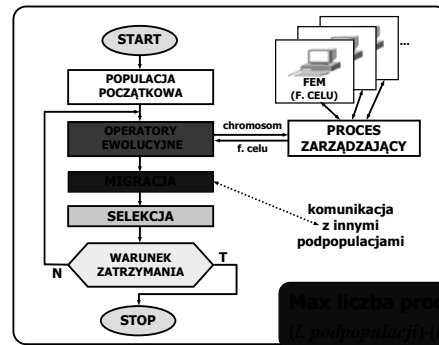 START
POPULACJA
POCZĄTKOWA
OPERATORY
EWOLUCYJNE
MIGRACJA
SELEKCJA
WARUNEK
ZATRZYMANIA
N
T
STOP
chromosom
f. celu
FEM
(F. CELU)
...
PROCES
ZARZĄDZAJĄCY
komunikacja
z innymi
podpopulacjami
Max liczba
(l. podpopulacji)